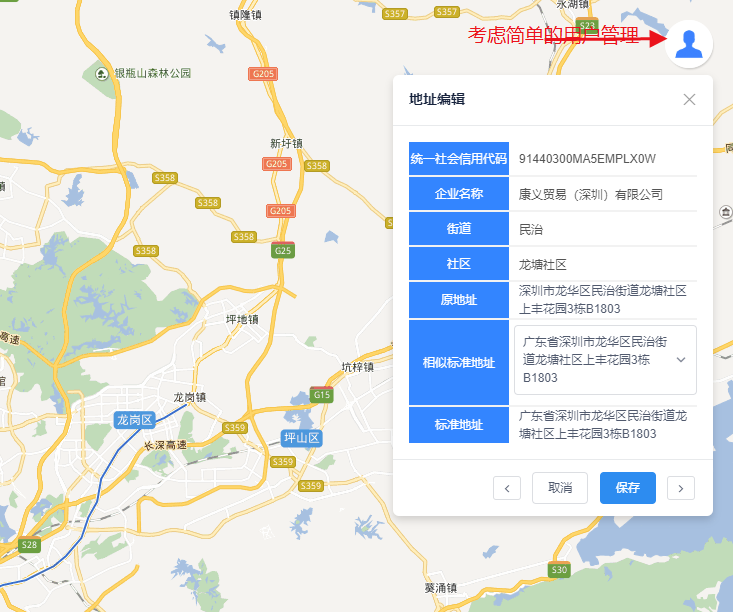 镇隆镇
S357
S357
永湖镇
S23
考虑简单的用户管理
银瓶山森林公园
G205
地址编辑
新圩镇
G205
S358
S358
S358
G205
S358
G25
S358
统一社会信用代码
91440300MA5EMPLX0W
企业名称
康义贸易（深圳）有限公司
街道
民治
社区
龙塘社区
原地址
深圳市龙华区民治街道龙塘社区
上丰花园3栋B1803
相似标准地址
广东省深圳市龙华区民治街
道龙塘社区上丰花园3栋
B1803
标准地址
广东省深圳市龙华区民治街道龙
塘社区上丰花园3栋B1803
取消
保存
坪地镇
高速
坑梓镇
G15
龙岗镇
龙岗区
S359
坪山区
长深高速
S359
S359
S28
S30
葵涌镇